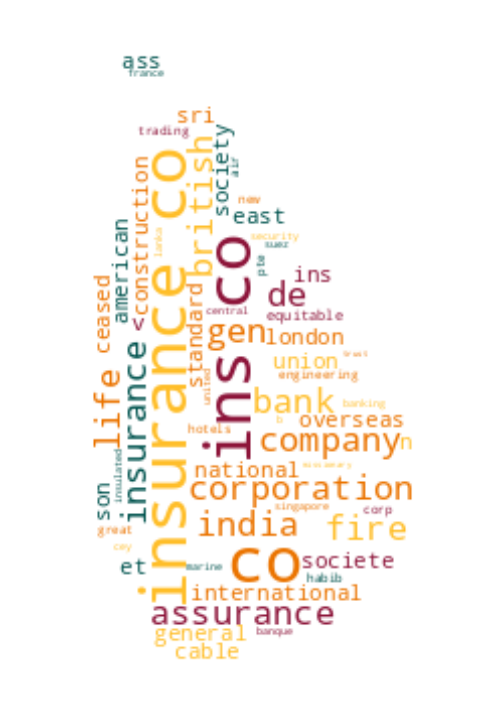 ass
france
sri
trading
society
air
british
construction
insurance co
new
east
security
suez
american
lanka
pte
ins co
ins
de
ceased
standard
central
equitable
<
gen
london
insurance
union
trust
engineering
life
united
bank
banking
b
overseas
hotels
company
n
insulated
national
corporation
son
singapore
corp
great
india
fire
cey
co
societe
et
marine
habib
international
assurance
general
banque
cable